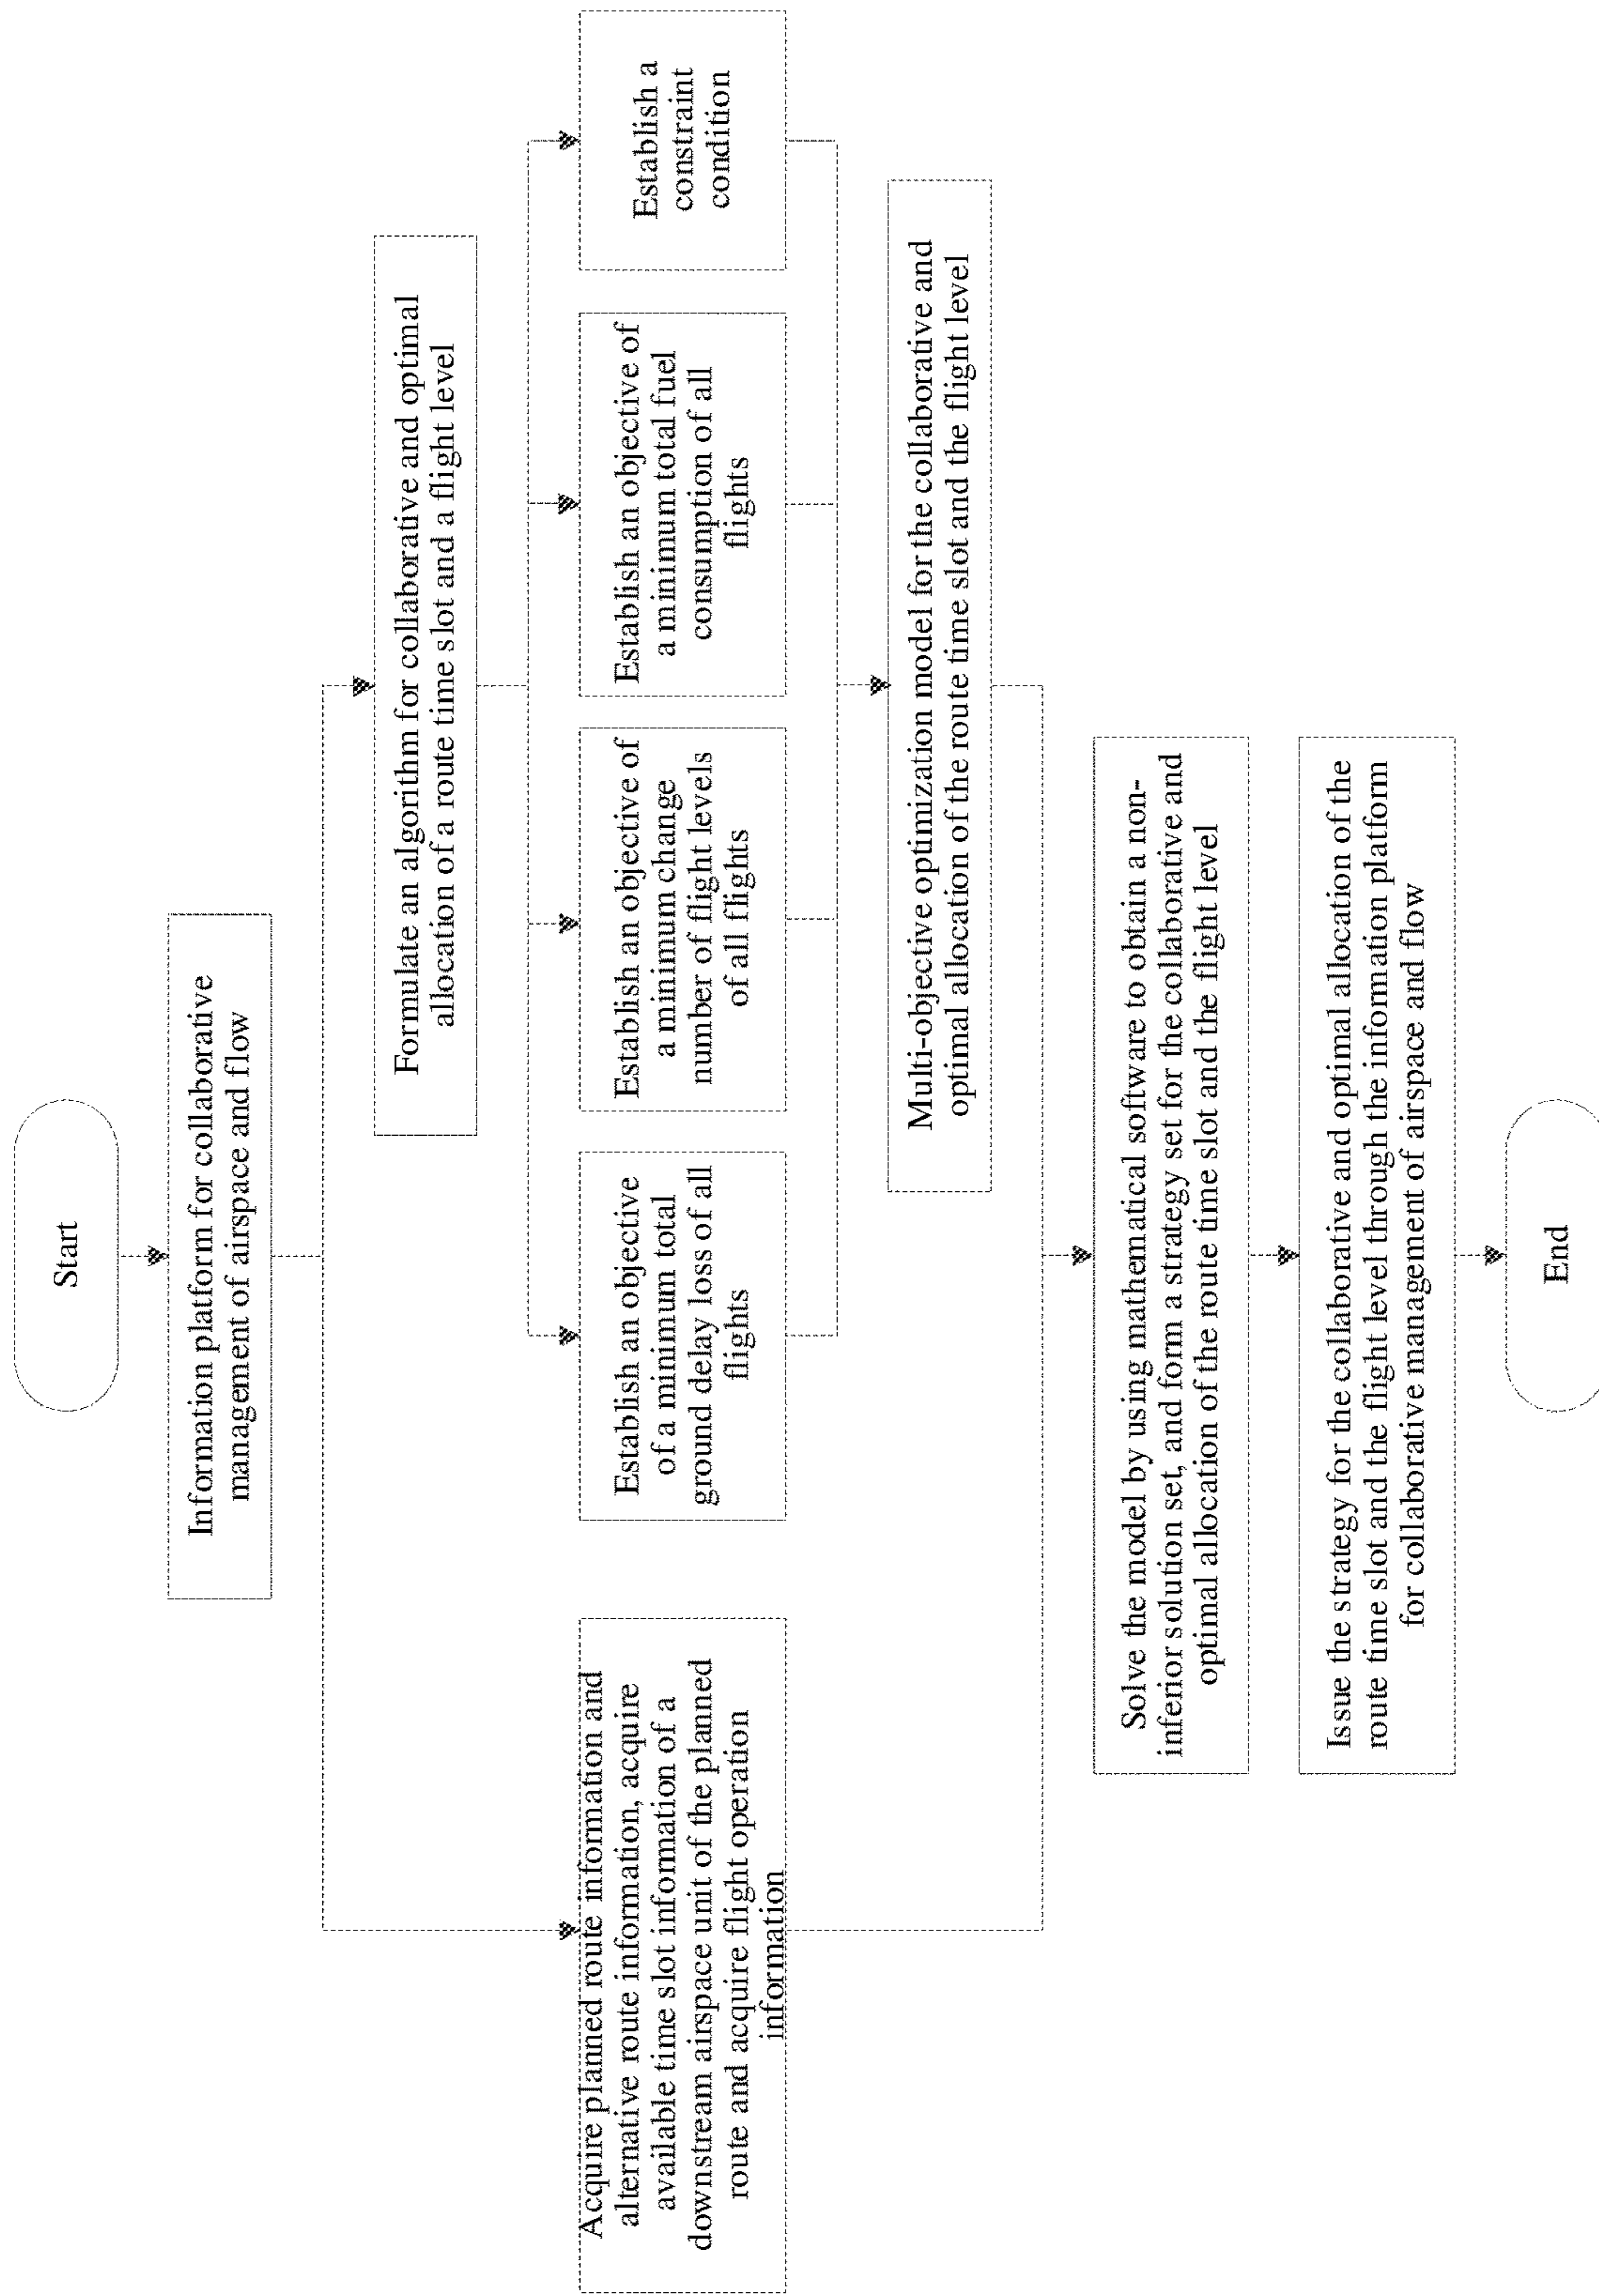 Start
Information platform for collaborative
management of airspace and flow
Formulate an algorithm for collaborative and optimal
allocation of a route time slot and a flight level
Acquire planned route information and
alternative route information, acquire
available time slot information of a
downstream airspace unit of the planned
route and acquire flight operation
information
Establish an objective
of a minimum total
ground delay loss of all
flights
Establish an objective of
a minimum change
number of flight levels
of all flights
Establish an objective of
a minimum total fuel
consumption of all
flights
Establish a
constraint
condition
Multi-objective optimization model for the collaborative and
optimal allocation of the route time slot and the flight level
Solve the model by using mathematical software to obtain a non-
inferior solution set, and form a strategy set for the collaborative and
optimal allocation of the route time slot and the flight level
Issue the strategy for the collaborative and optimal allocation of the
route time slot and the flight level through the information platform
for collaborative management of airspace and flow
End